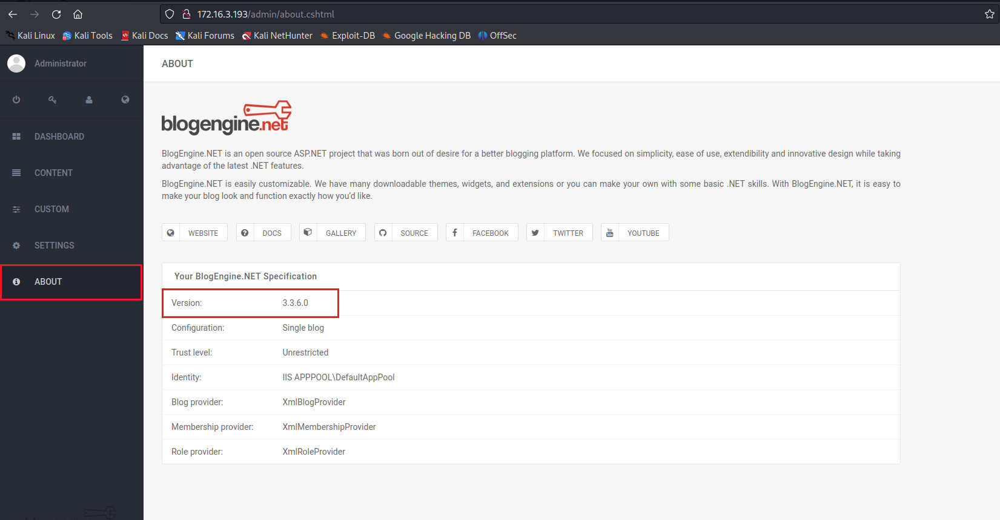 172.16.3.193/admin/about.cshtml
Kali Linux Kali Tools Kali Docs Kali Forums Kali NetHunter Exploit-DB Google Hacking DB OffSec
Administrator
ABOUT
DASHBOARD
CONTENT
CUSTOM
SETTINGS
ABOUT
blogengine.net
BlogEngine.NET is an open source ASP.NET project that was born out of desire for a better blogging platform. We focused on simplicity, ease of use, extendibility and innovative design while taking
advantage of the latest .NET features.
BlogEngine.NET is easily customizable. We have many downloadable themes, widgets, and extensions or you can make your own with some basic .NET skills. With BlogEngine.NET, it is easy to
make your blog look and function exactly how you’d like.
WEBSITE DOCS GALLERY SOURCE FACEBOOK TWITTER YOUTUBE
Your BlogEngine.NET Specification
Version: 3.3.6.0
Configuration: Single blog
Trust level: Unrestricted
Identity: IIS APPPOOL\DefaultAppPool
Blog provider: XmlBlogProvider
Membership provider: XmlMembershipProvider
Role provider: XmlRoleProvider